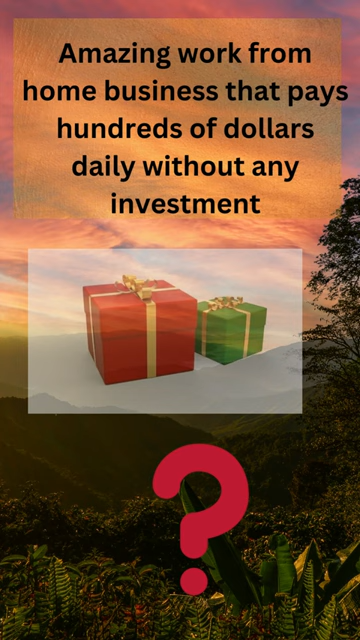 Amazing work from
home business that pays
hundreds of dollars
daily without any
investment
?